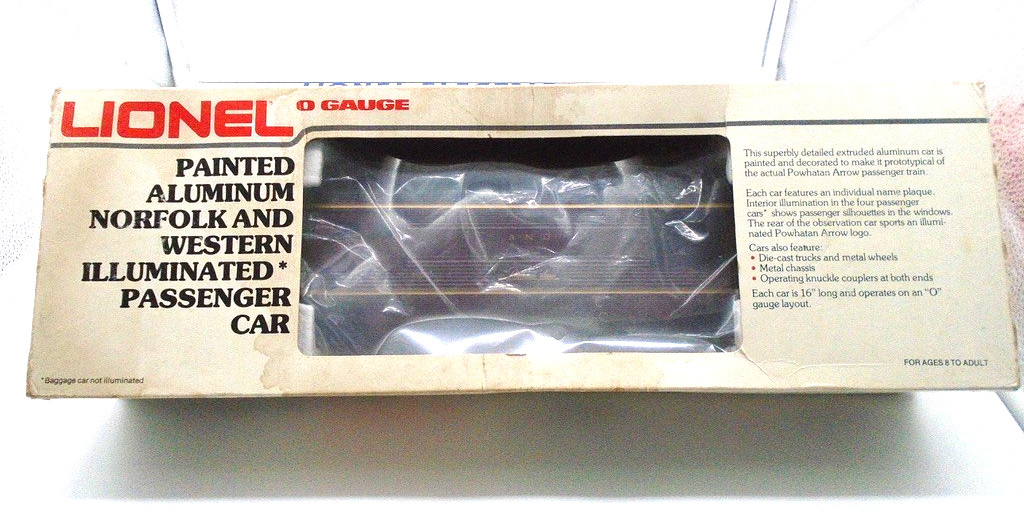 LIONEL
O GAUGE
PAINTED
ALUMINUM
NORFOLK AND
WESTERN
ILLUMINATED*
PASSENGER
CAR
*Baggage car not illuminated
This superbly detailed extruded aluminum car is
painted and decorated to make it prototypical of
the actual Powhatan Arrow passenger train.
Each car features an individual name plaque.
Interior illumination in the four passenger
cars* shows passenger silhouettes in the windows.
The rear of the observation car sports an illumi-
nated Powhatan Arrow logo.
Cars also feature:
• Die-cast trucks and metal wheels
• Metal chassis
• Operating knuckle couplers at both ends
Each car is 16" long and operates on an "O"
gauge layout.
FOR AGES 8 TO ADULT